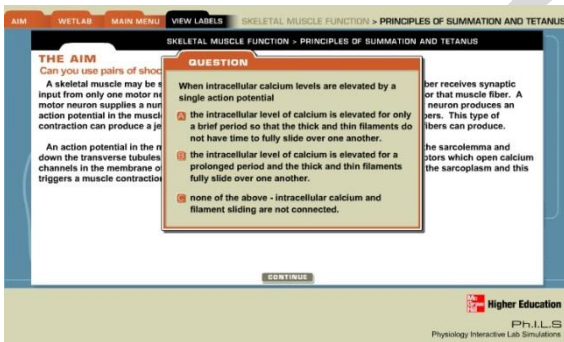 AIM WETLAB MAIN MENU VIEW LABELS SKELETAL MUSCLE FUNCTION > PRINCIPLES OF SUMMATION AND TETANUS
SKELETAL MUSCLE FUNCTION > PRINCIPLES OF SUMMATION AND TETANUS
THE AIM
Can you use pairs of shoc
A skeletal muscle may be s
input from only one motor ne
motor neuron supplies a nun
action potential in the muscl
contraction can produce a je
An action potential in the n
down the transverse tubules
channels in the membrane o
triggers a muscle contractio
QUESTION
When intracellular calcium levels are elevated by a
single action potential
A the intracellular level of calcium is elevated for only
a brief period so that the thick and thin filaments do
not have time to fully slide over one another.
B the intracellular level of calcium is elevated for a
prolonged period and the thick and thin filaments
fully slide over one another.
C none of the above - intracellular calcium and
filament sliding are not connected.
ber receives synaptic
or that muscle fiber. A
neuron produces an
bers. This type of
fibers can produce.
the sarcolemma and
ptors which open calcium
the sarcoplasm and this
CONTINUE
Mc
Graw
Hill
Higher Education
Ph.I.L.S
Physiology Interactive Lab Simulations